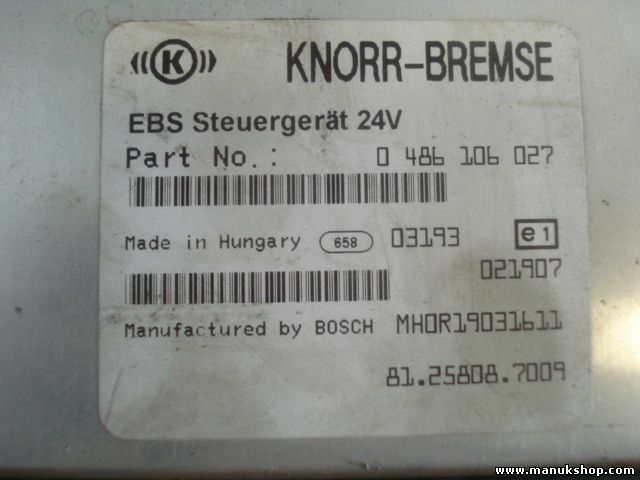 K KNORR-BREMSE
EBS Steuergerät 24V
Part No.: 0 486 106 027
Made in Hungary 658 03193 e1
021907
Manufactured by BOSCH MHOR19031611
81.25808.7009
www.manukshop.com